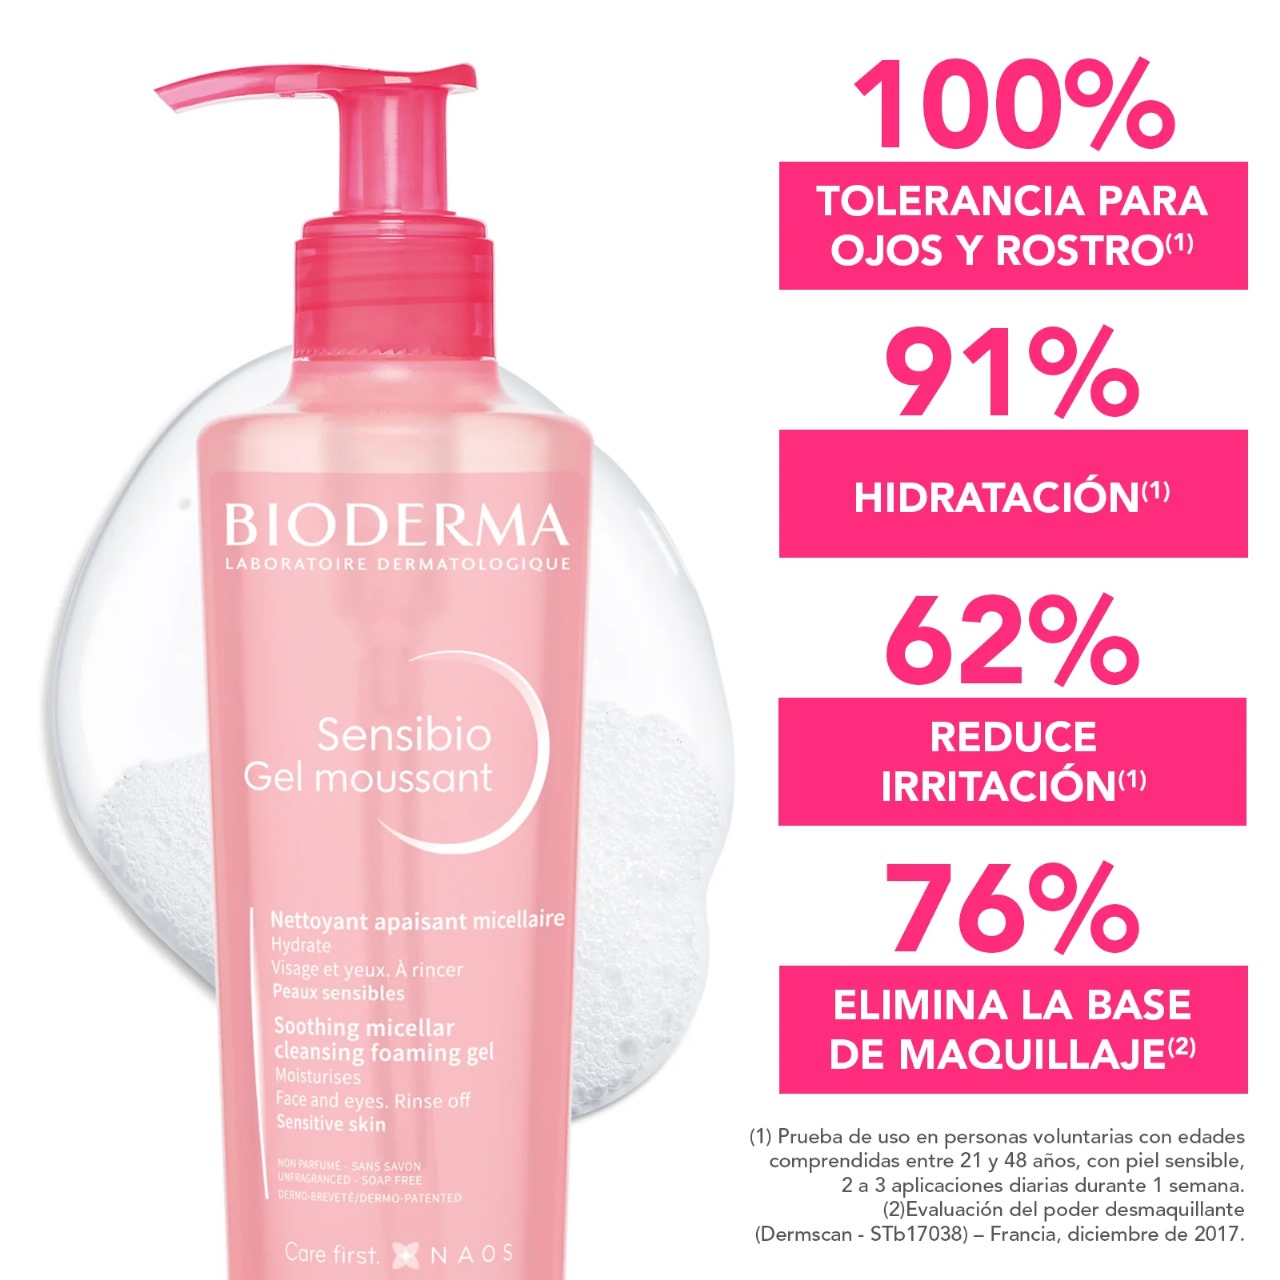 BIODERMA
LABORATOIRE DERMATOLOGIQUE
Sensibio
Gel moussant
Nettoyant apaisant micellaire
Hydrate
Visage et yeux. À rincer
Peaux sensibles
Soothing micellar
cleansing foaming gel
Moisturises
Face and eyes. Rinse off
Sensitive skin
NON PARFUMÉ - SANS SAVON
UNFRAGRANCED - SOAP FREE
DERMO-BREVETÉ/DERMO-PATENTED
Care first. NAOS
100%
TOLERANCIA PARA
OJOS Y ROSTRO(1)
91%
HIDRATACIÓN(1)
62%
REDUCE
IRRITACIÓN(1)
76%
ELIMINA LA BASE
DE MAQUILLAJE(2)
(1) Prueba de uso en personas voluntarias con edades
comprendidas entre 21 y 48 años, con piel sensible,
2 a 3 aplicaciones diarias durante 1 semana.
(2)Evaluación del poder desmaquillante
(Dermscan - STb17038) – Francia, diciembre de 2017.